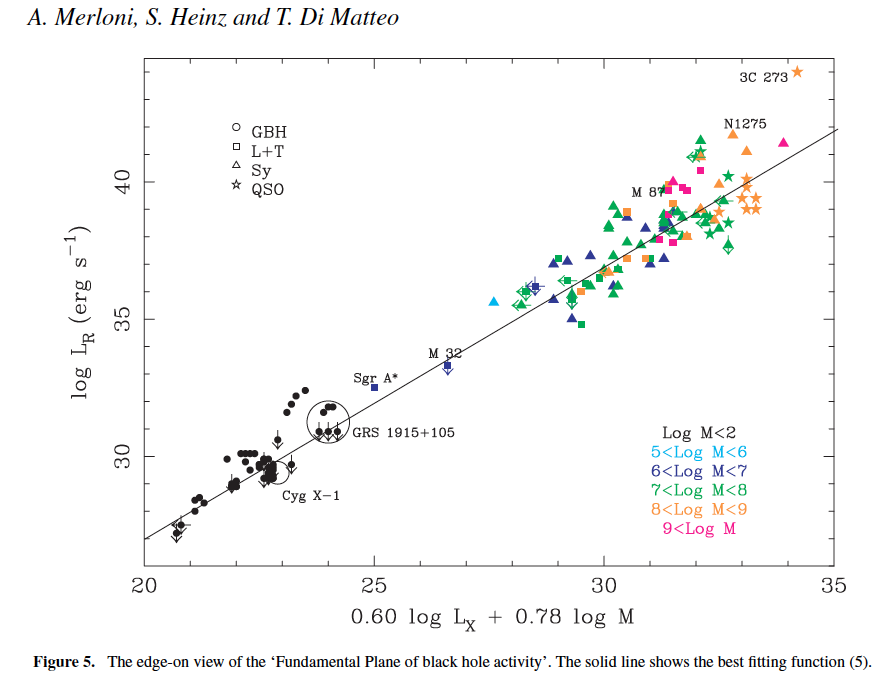 A. Merloni, S. Heinz and T. Di Matteo
3C 273
N1275
GBH
L+T
Sy
QSO
M 87
40
log L_R (erg s^{-1})
35
M 32
Sgr A*
GRS 1915+105
Log M<2
5<Log M<6
30
6<Log M<7
7<Log M<8
Cyg X-1
8<Log M<9
9<Log M
20 25 30 35
0.60 log L_X + 0.78 log M
Figure 5. The edge-on view of the ‘Fundamental Plane of black hole activity’. The solid line shows the best fitting function (5).